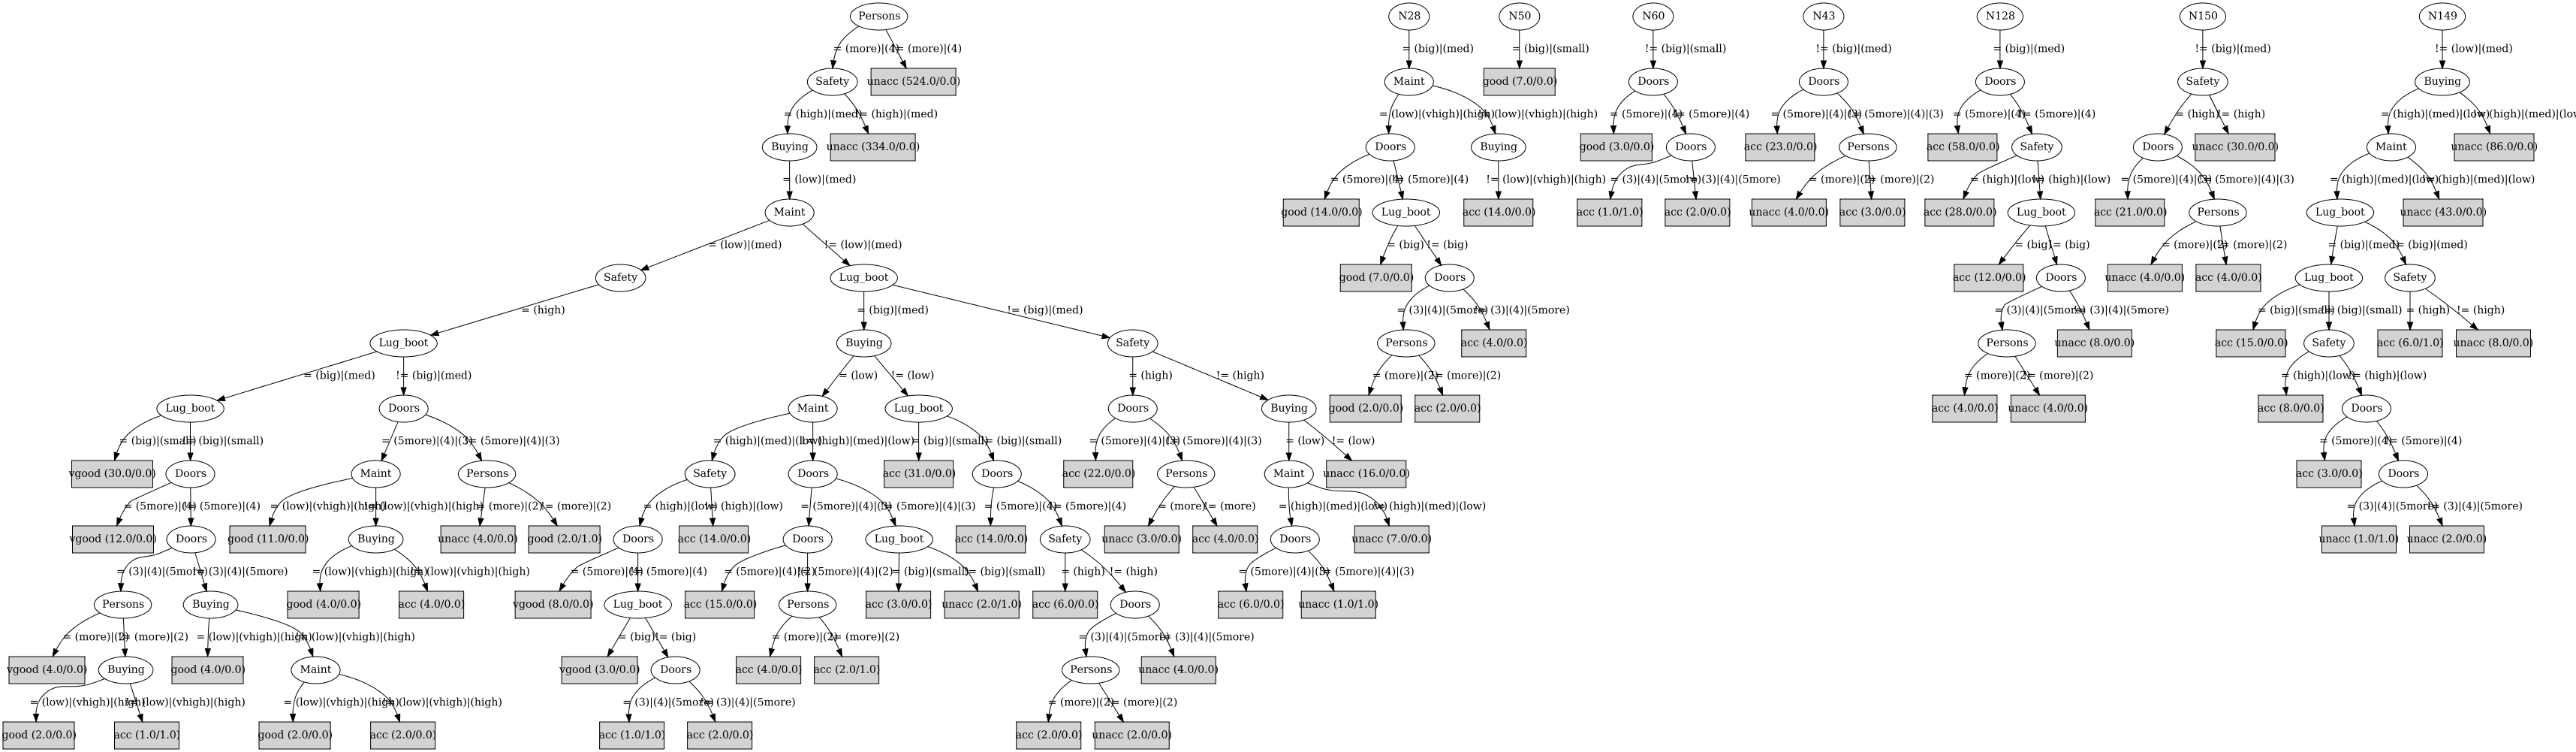 Persons N28 N50 N60 N43 N128 N150 N149
= (more)|(4) != (more)|(4) = (big)|(med) = (big)|(small) != (big)|(small) != (big)|(med) = (big)|(med) != (big)|(med) != (low)|(med)
Safety unacc (524.0/0.0) Maint good (7.0/0.0) Doors Doors Doors Safety Buying
= (high)|(med) != (high)|(med) = (low)|(vhigh)|(high) != (low)|(vhigh)|(high) = (5more)|(4) != (5more)|(4) = (5more)|(4)|(3) != (5more)|(4)|(3) = (5more)|(4) != (5more)|(4) = (high) != (high) = (high)|(med)|(low) != (high)|(med)|(low)
Buying unacc (334.0/0.0) Doors Buying good (3.0/0.0) Doors acc (23.0/0.0) Persons acc (58.0/0.0) Safety Doors unacc (30.0/0.0) Maint unacc (86.0/0.0)
= (low)|(med) = (5more)|(4) != (5more)|(4) != (low)|(vhigh)|(high) = (3)|(4)|(5more) != (3)|(4)|(5more) = (more)|(2) != (more)|(2) = (high)|(low) != (high)|(low) = (5more)|(4)|(3) != (5more)|(4)|(3) = (high)|(med)|(low) != (high)|(med)|(low)
Maint good (14.0/0.0) Lug_boot acc (14.0/0.0) acc (1.0/1.0) acc (2.0/0.0) unacc (4.0/0.0) acc (3.0/0.0) acc (28.0/0.0) Lug_boot acc (21.0/0.0) Persons Lug_boot unacc (43.0/0.0)
= (low)|(med) != (low)|(med) = (big) != (big) = (big) != (big) = (more)|(2) != (more)|(2) = (big)|(med) != (big)|(med)
Safety Lug_boot good (7.0/0.0) Doors acc (12.0/0.0) Doors unacc (4.0/0.0) acc (4.0/0.0) Lug_boot Safety
= (high) = (big)|(med) != (big)|(med) = (3)|(4)|(5more) != (3)|(4)|(5more) = (3)|(4)|(5more) != (3)|(4)|(5more) = (big)|(small) != (big)|(small) = (high) != (high)
Lug_boot Buying Safety Persons acc (4.0/0.0) Persons unacc (8.0/0.0) acc (15.0/0.0) Safety acc (6.0/1.0) unacc (8.0/0.0)
= (big)|(med) != (big)|(med) = (low) != (low) = (high) != (high) = (more)|(2) != (more)|(2) = (more)|(2) != (more)|(2) = (high)|(low) != (high)|(low)
Lug_boot Doors Maint Lug_boot Doors Buying good (2.0/0.0) acc (2.0/0.0) acc (4.0/0.0) unacc (4.0/0.0) acc (8.0/0.0) Doors
= (big)|(small) != (big)|(small) = (5more)|(4)|(3) != (5more)|(4)|(3) = (high)|(med)|(low) != (high)|(med)|(low) = (big)|(small) != (big)|(small) = (5more)|(4)|(3) != (5more)|(4)|(3) = (low) != (low) = (5more)|(4) != (5more)|(4)
vgood (30.0/0.0) Doors Maint Persons Safety Doors acc (31.0/0.0) Doors acc (22.0/0.0) Persons Maint unacc (16.0/0.0) acc (3.0/0.0) Doors
= (5more)|(4) != (5more)|(4) = (low)|(vhigh)|(high) != (low)|(vhigh)|(high) = (more)|(2) != (more)|(2) = (high)|(low) != (high)|(low) = (5more)|(4)|(3) != (5more)|(4)|(3) = (5more)|(4) != (5more)|(4) = (more) != (more) = (high)|(med)|(low) != (high)|(med)|(low) = (3)|(4)|(5more) != (3)|(4)|(5more)
vgood (12.0/0.0) Doors good (11.0/0.0) Buying unacc (4.0/0.0) good (2.0/1.0) Doors acc (14.0/0.0) Doors Lug_boot acc (14.0/0.0) Safety unacc (3.0/0.0) acc (4.0/0.0) Doors unacc (7.0/0.0) unacc (1.0/1.0) unacc (2.0/0.0)
= (3)|(4)|(5more) != (3)|(4)|(5more) = (low)|(vhigh)|(high) != (low)|(vhigh)|(high) = (5more)|(4) != (5more)|(4) = (5more)|(4)|(2) != (5more)|(4)|(2) = (big)|(small) != (big)|(small) = (high) != (high) = (5more)|(4)|(3) != (5more)|(4)|(3)
Persons Buying good (4.0/0.0) acc (4.0/0.0) vgood (8.0/0.0) Lug_boot acc (15.0/0.0) Persons acc (3.0/0.0) unacc (2.0/1.0) acc (6.0/0.0) Doors acc (6.0/0.0) unacc (1.0/1.0)
= (more)|(2) != (more)|(2) = (low)|(vhigh)|(high) != (low)|(vhigh)|(high) = (big) != (big) = (more)|(2) != (more)|(2) = (3)|(4)|(5more) != (3)|(4)|(5more)
vgood (4.0/0.0) Buying good (4.0/0.0) Maint vgood (3.0/0.0) Doors acc (4.0/0.0) acc (2.0/1.0) Persons unacc (4.0/0.0)
= (low)|(vhigh)|(high) != (low)|(vhigh)|(high) = (low)|(vhigh)|(high) != (low)|(vhigh)|(high) = (3)|(4)|(5more) != (3)|(4)|(5more) = (more)|(2) != (more)|(2)
good (2.0/0.0) acc (1.0/1.0) good (2.0/0.0) acc (2.0/0.0) acc (1.0/1.0) acc (2.0/0.0) acc (2.0/0.0) unacc (2.0/0.0)